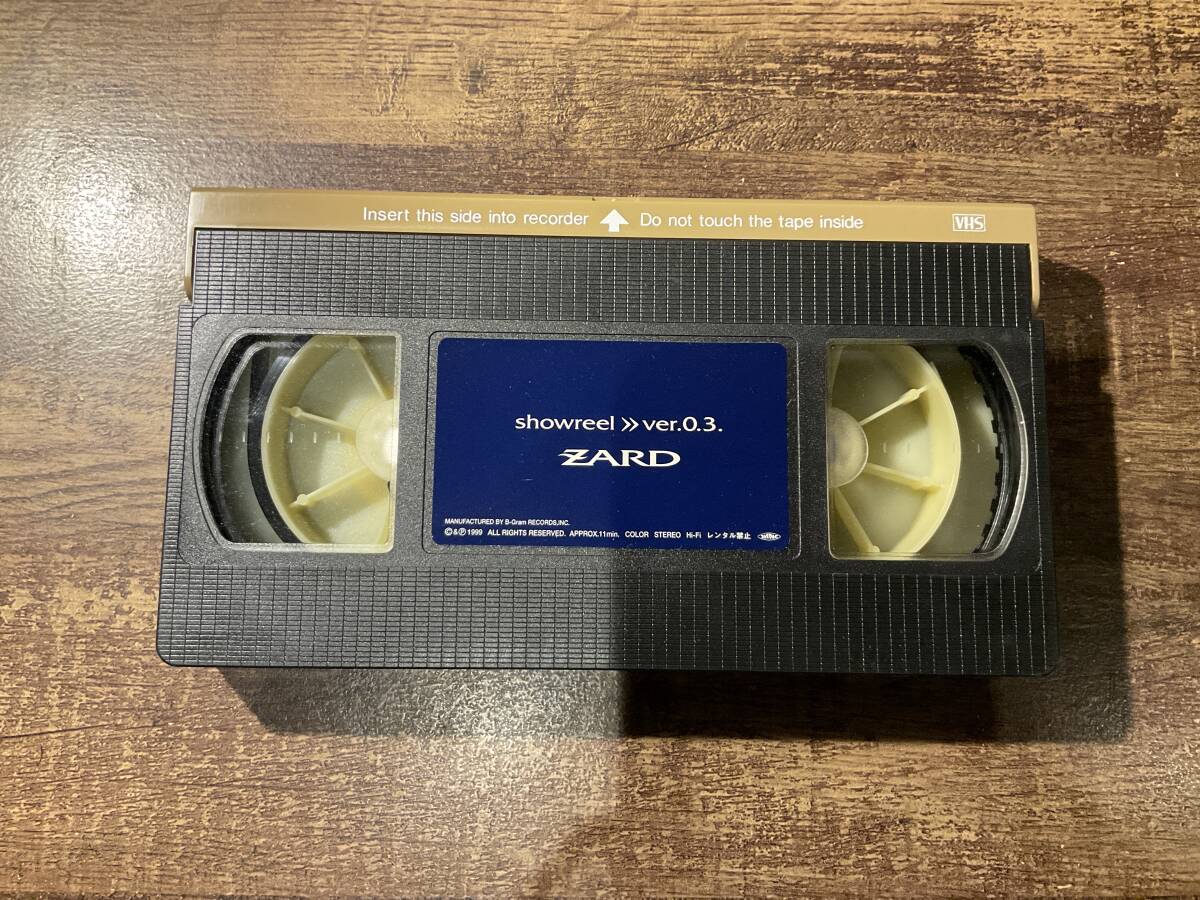 Insert this side into recorder Do not touch the tape inside VHS
showreel » ver.0.3.
ZARD
MANUFACTURED BY B-Gram RECORDS,INC.
©&℗1999 ALL RIGHTS RESERVED. APPROX.11min. COLOR STEREO Hi-Fi レンタル禁止